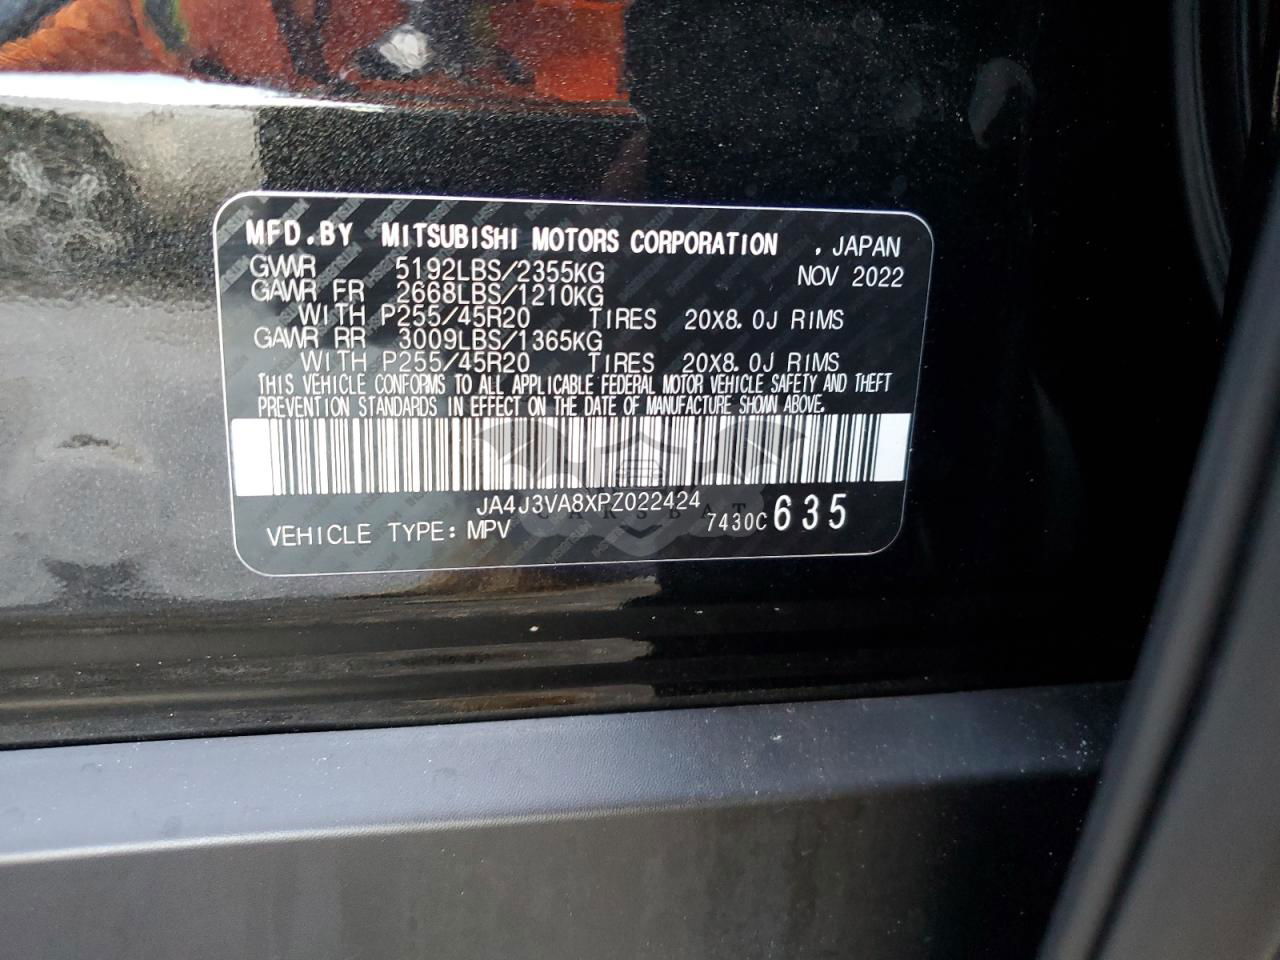 MFD.BY MITSUBISHI MOTORS CORPORATION , JAPAN
GVWR 5192LBS/2355KG NOV 2022
GAWR FR 2668LBS/1210KG
WITH P255/45R20 TIRES 20X8.0J RIMS
GAWR RR 3009LBS/1365KG
WITH P255/45R20 TIRES 20X8.0J RIMS
THIS VEHICLE CONFORMS TO ALL APPLICABLE FEDERAL MOTOR VEHICLE SAFETY AND THEFT
PREVENTION STANDARDS IN EFFECT ON THE DATE OF MANUFACTURE SHOWN ABOVE.
JA4J3VA8XPZ022424
CARSBAT
VEHICLE TYPE: MPV 7430C 635